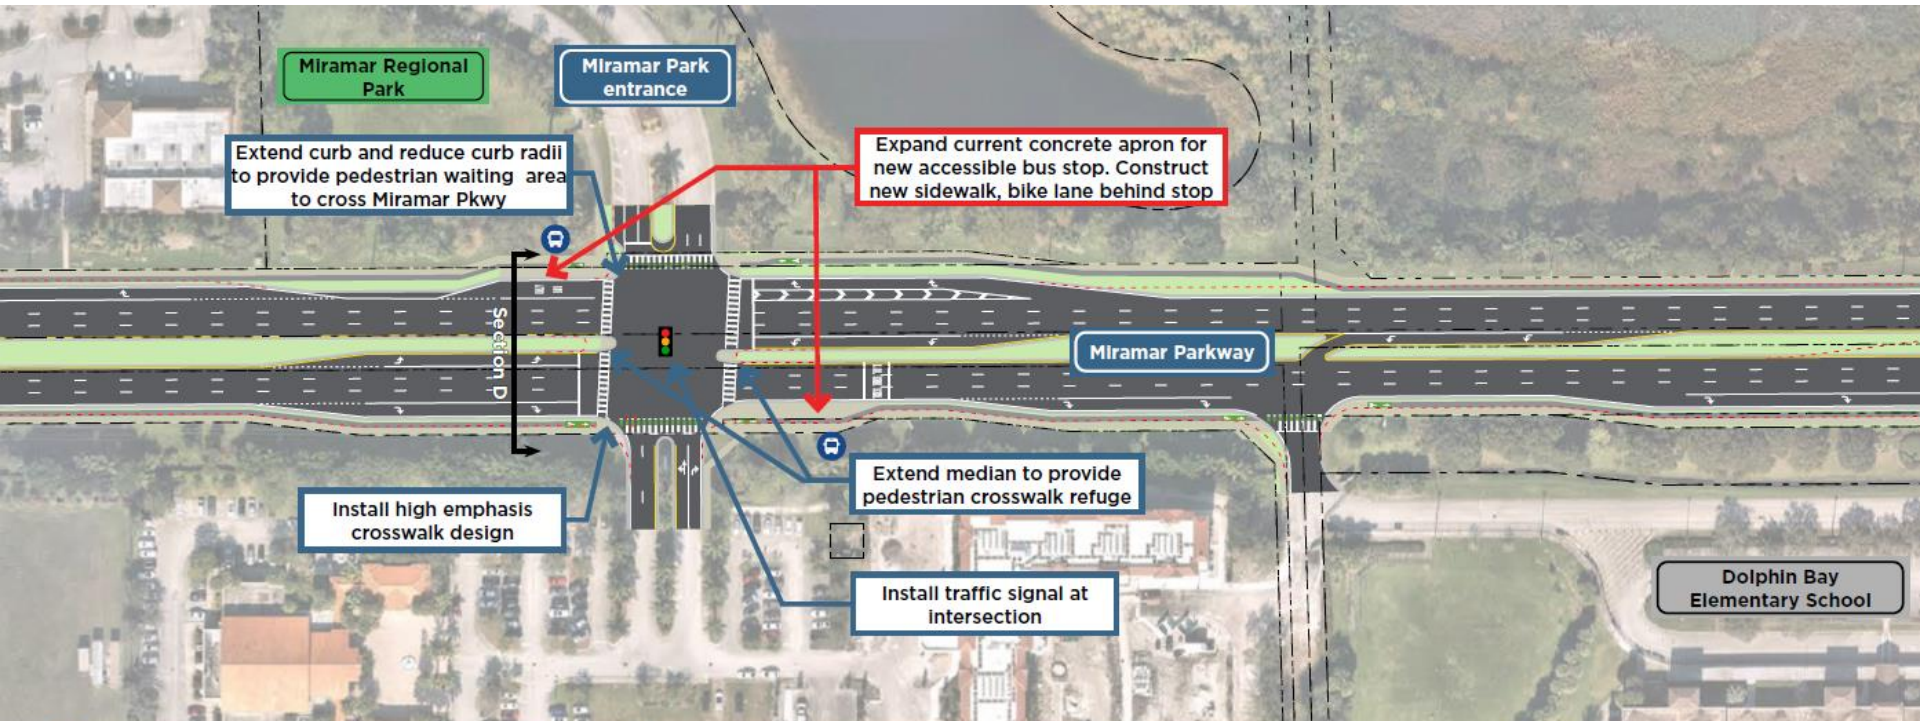 Miramar Regional
Park
Miramar Park
entrance
Extend curb and reduce curb radii
to provide pedestrian waiting area
to cross Miramar Pkwy
Expand current concrete apron for
new accessible bus stop. Construct
new sidewalk, bike lane behind stop
Section D
Miramar Parkway
Extend median to provide
pedestrian crosswalk refuge
Install high emphasis
crosswalk design
Install traffic signal at
intersection
Dolphin Bay
Elementary School